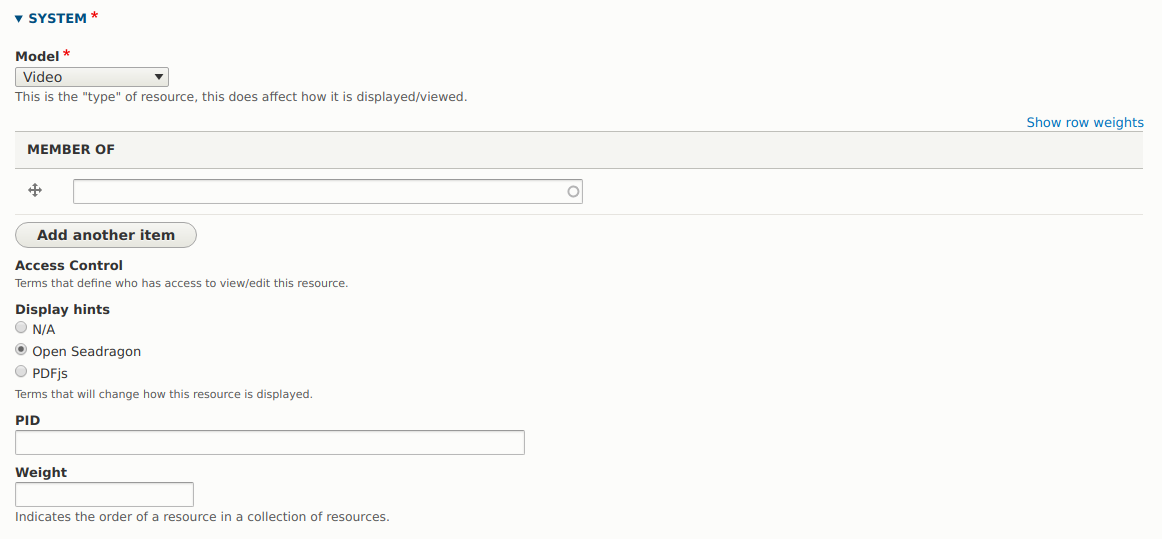 SYSTEM *
Model *
Video
This is the "type" of resource, this does affect how it is displayed/viewed.
Show row weights
MEMBER OF
Add another item
Access Control
Terms that define who has access to view/edit this resource.
Display hints
N/A
Open Seadragon
PDFjs
Terms that will change how this resource is displayed.
PID
Weight
Indicates the order of a resource in a collection of resources.